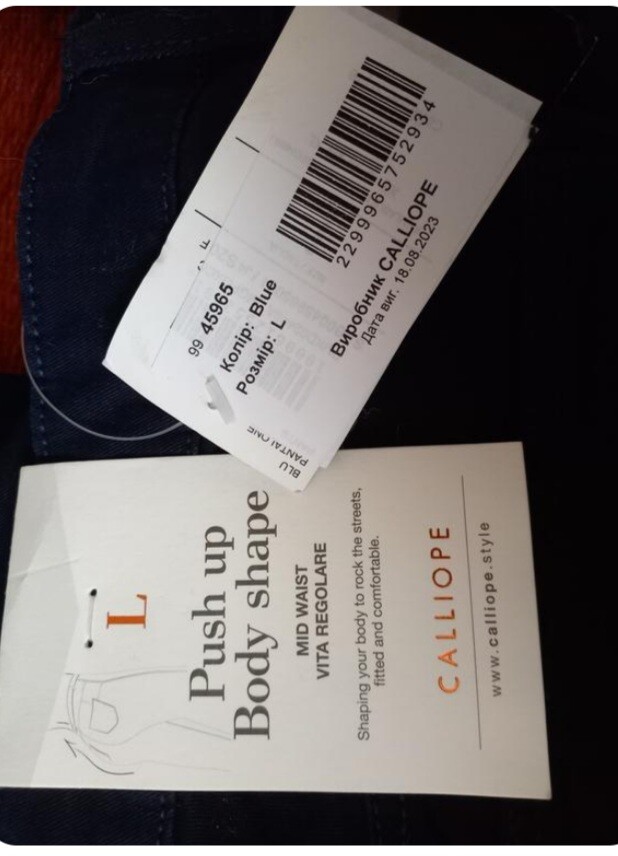 99 45965
Колір: Blue
Розмір: L
2299965752934
Виробник CALLIOPE
Дата виг. 18.08.2023
BLU
L
Push up
Body shape
MID WAIST
VITA REGOLARE
Shaping your body to rock the streets,
fitted and comfortable.
CALLIOPE
www.calliope.style